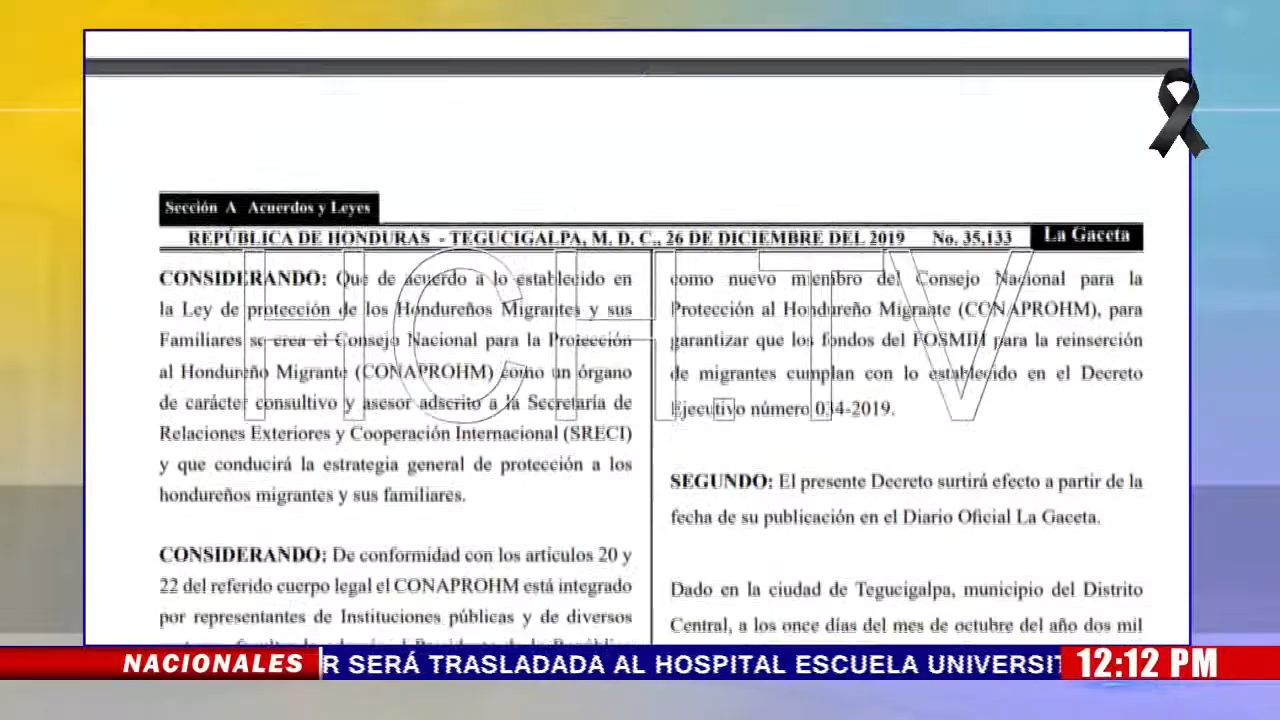 Sección A Acuerdos y Leyes
REPÚBLICA DE HONDURAS - TEGUCIGALPA, M. D. C., 26 DE DICIEMBRE DEL 2019 No. 35,133 La Gaceta
CONSIDERANDO: Que de acuerdo a lo establecido en
la Ley de protección de los Hondureños Migrantes y sus
Familiares se crea el Consejo Nacional para la Protección
al Hondureño Migrante (CONAPROHM) como un órgano
de carácter consultivo y asesor adscrito a la Secretaría de
Relaciones Exteriores y Cooperación Internacional (SRECI)
y que conducirá la estrategia general de protección a los
hondureños migrantes y sus familiares.
CONSIDERANDO: De conformidad con los artículos 20 y
22 del referido cuerpo legal el CONAPROHM está integrado
por representantes de Instituciones públicas y de diversos
como nuevo miembro del Consejo Nacional para la
Protección al Hondureño Migrante (CONAPROHM), para
garantizar que los fondos del FOSMIH para la reinserción
de migrantes cumplan con lo establecido en el Decreto
Ejecutivo número 034-2019.
SEGUNDO: El presente Decreto surtirá efecto a partir de la
fecha de su publicación en el Diario Oficial La Gaceta.
Dado en la ciudad de Tegucigalpa, municipio del Distrito
Central, a los once días del mes de octubre del año dos mil
HCH TV
NACIONALES
R SERÁ TRASLADADA AL HOSPITAL ESCUELA UNIVERSIT
12:12 PM